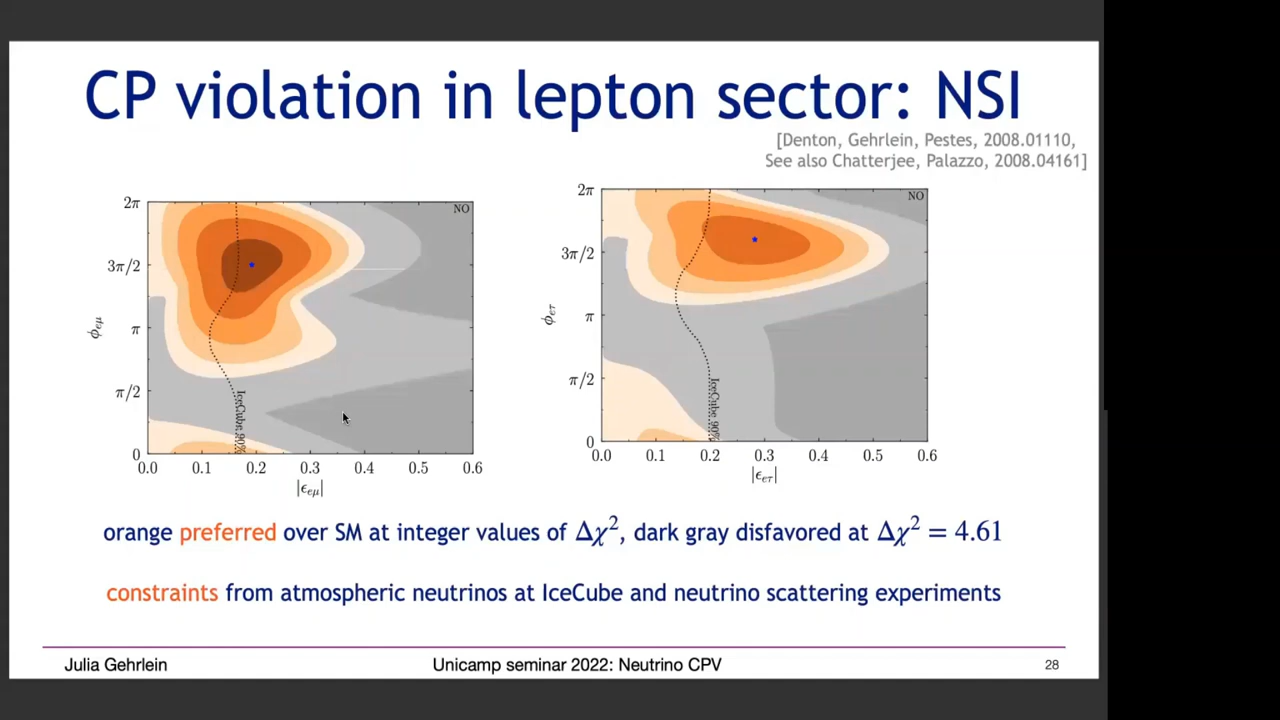 CP violation in lepton sector: NSI
[Denton, Gehrlein, Pestes, 2008.01110,
See also Chatterjee, Palazzo, 2008.04161]
2π
3π/2
π
π/2
0
ϕeμ
NO
IceCube 90%
0.0 0.1 0.2 0.3 0.4 0.5 0.6
|ϵeμ|
2π
3π/2
π
π/2
0
ϕeτ
NO
IceCube 90%
0.0 0.1 0.2 0.3 0.4 0.5 0.6
|ϵeτ|
orange preferred over SM at integer values of Δχ², dark gray disfavored at Δχ² = 4.61
constraints from atmospheric neutrinos at IceCube and neutrino scattering experiments
Julia Gehrlein Unicamp seminar 2022: Neutrino CPV 28